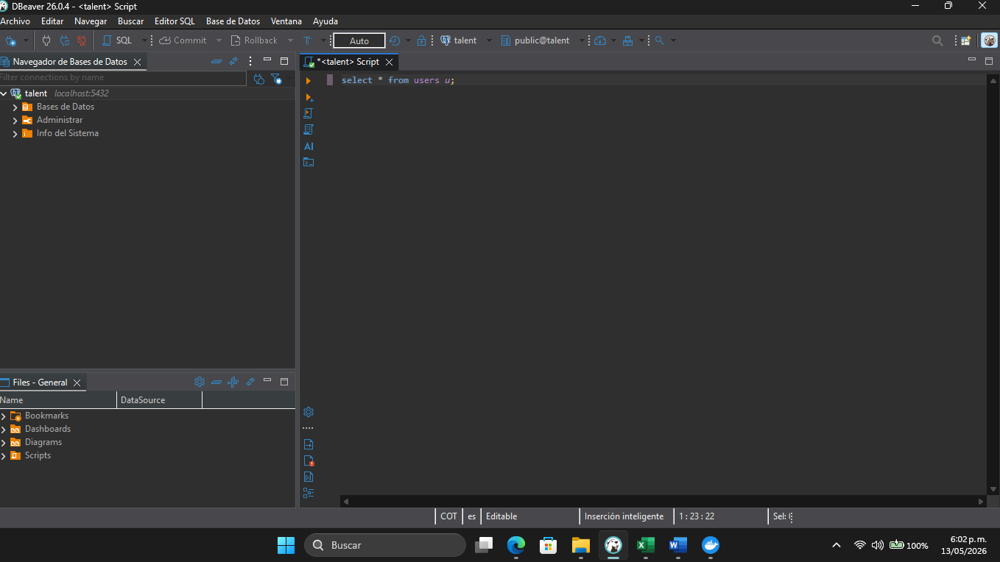 DBeaver 26.0.4 - <talent> Script
Archivo Editar Navegar Buscar Editor SQL Base de Datos Ventana Ayuda
SQL Commit Rollback T Auto talent public@talent
Navegador de Bases de Datos
*<talent> Script
Filter connections by name
select * from users u;
talent localhost:5432
Bases de Datos
Administrar
Info del Sistema
AI
Files - General
Name DataSource
Bookmarks
Dashboards
Diagrams
Scripts
COT es Editable Inserción inteligente 1 : 23 : 22 Sel:
Buscar
100%
6:02 p. m.
13/05/2026